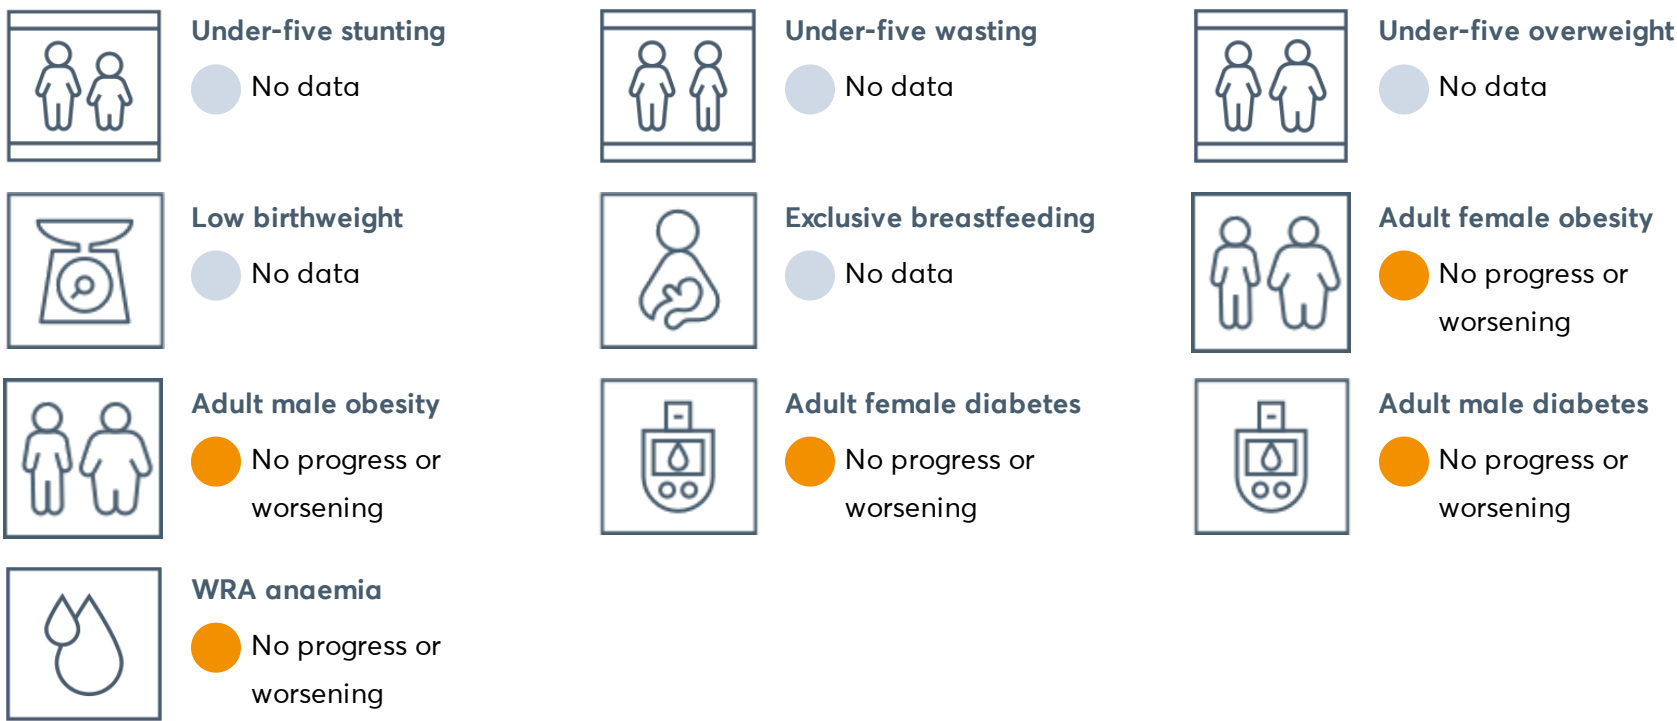 Under-five stunting
No data
Under-five wasting
No data
Under-five overweight
No data
Low birthweight
No data
Exclusive breastfeeding
No data
Adult female obesity
No progress or
worsening
Adult male obesity
No progress or
worsening
Adult female diabetes
No progress or
worsening
Adult male diabetes
No progress or
worsening
WRA anaemia
No progress or
worsening